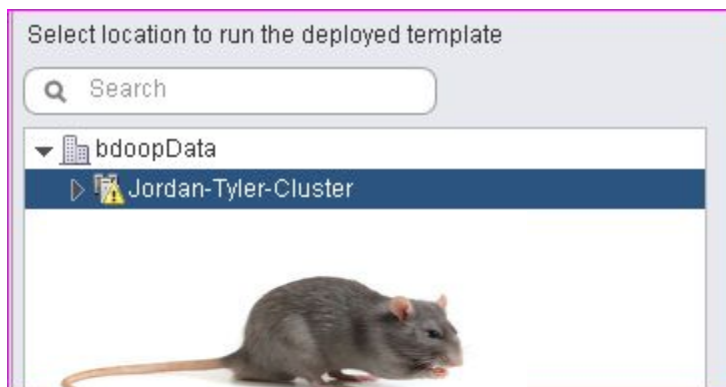 Select location to run the deployed template
Search
bdoopData
Jordan-Tyler-Cluster